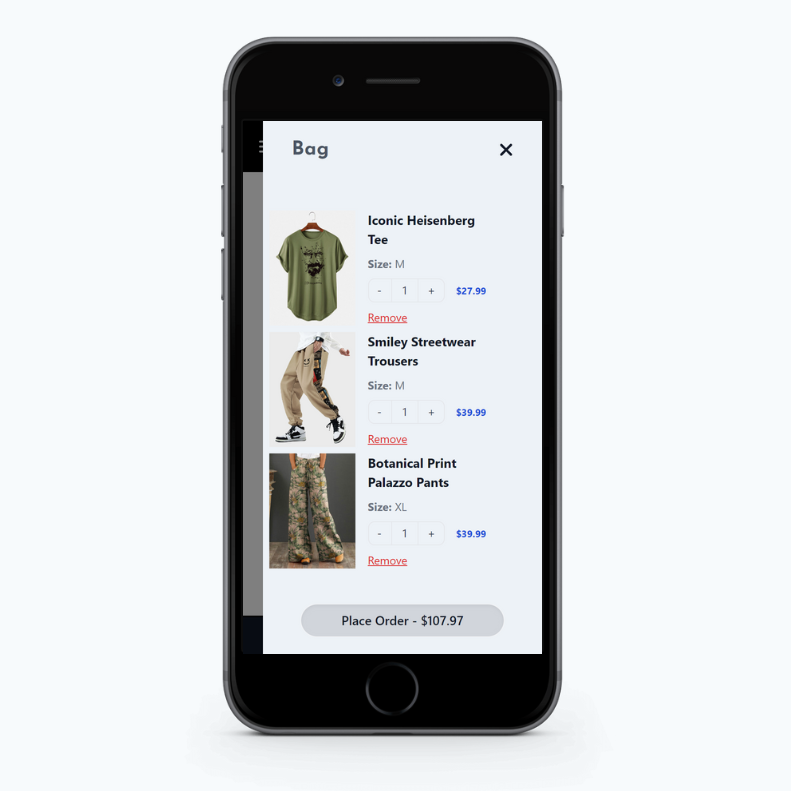 Bag
Iconic Heisenberg
Tee
Size: M
- 1 + $27.99
Remove
Smiley Streetwear
Trousers
Size: M
- 1 + $39.99
Remove
Botanical Print
Palazzo Pants
Size: XL
- 1 + $39.99
Remove
Place Order - $107.97